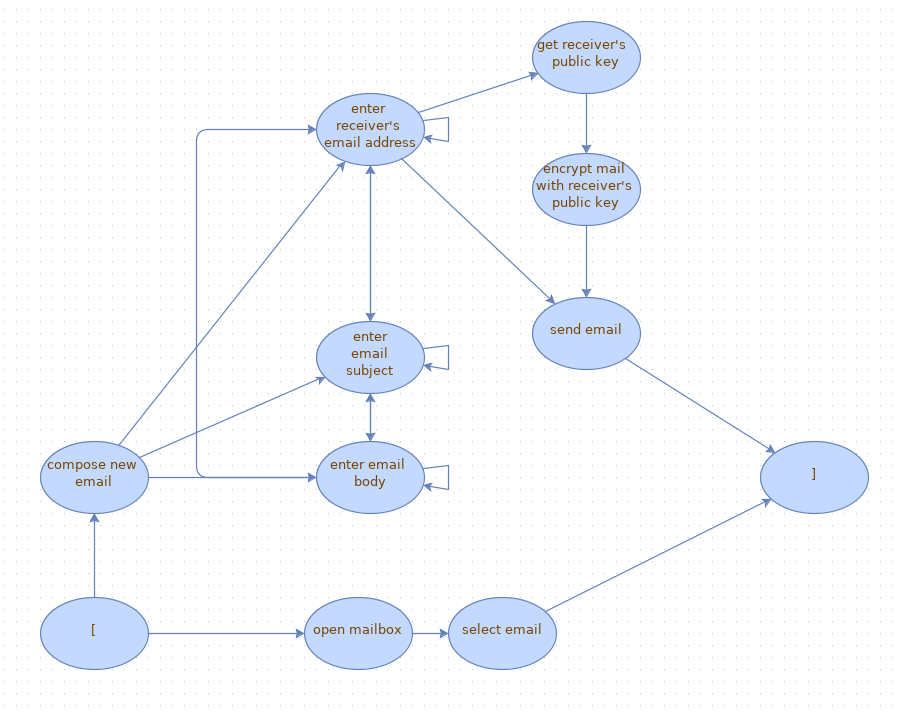 get receiver's
public key
enter
receiver's
email address
encrypt mail
with receiver's
public key
send email
enter
email
subject
compose new
email
enter email
body
]
[
open mailbox
select email